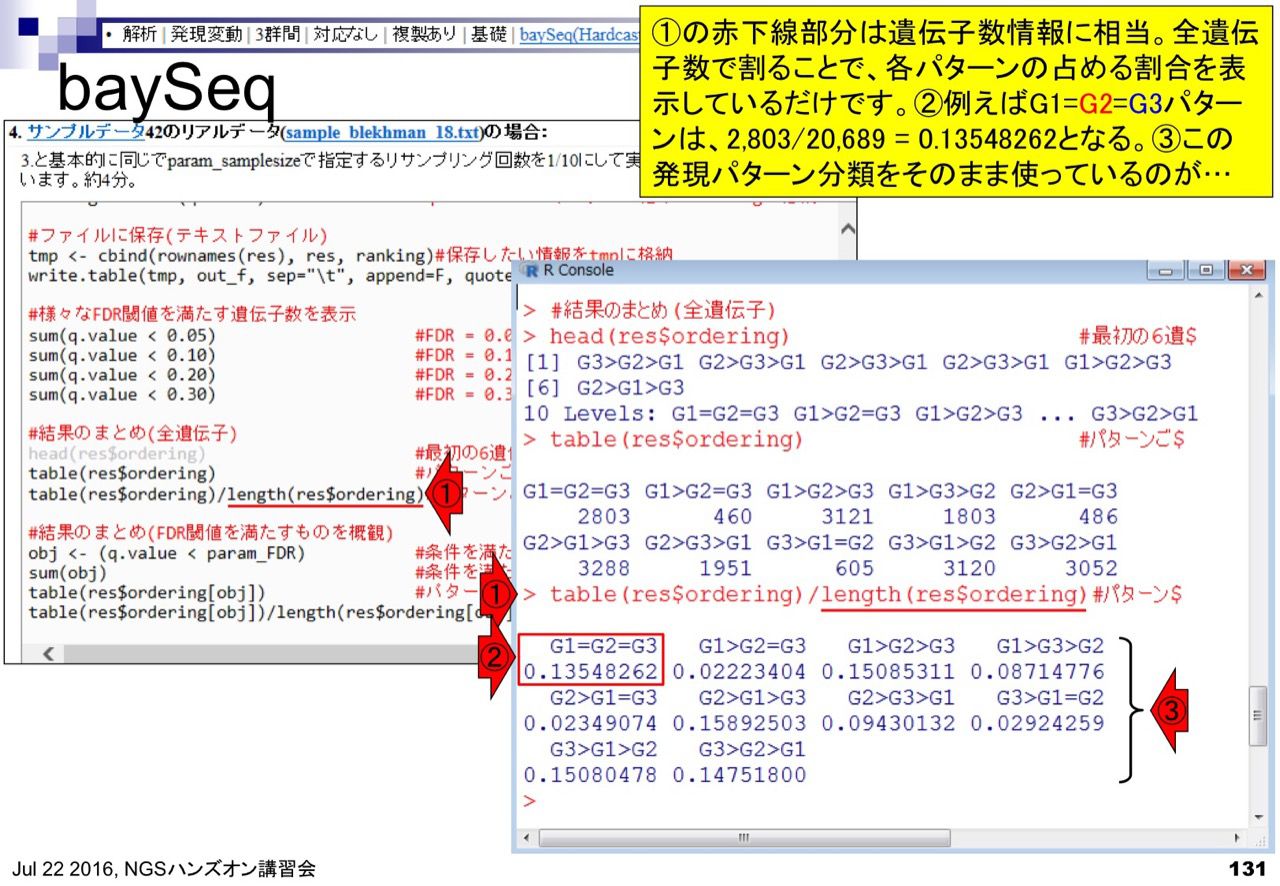 ・ 解析 | 発現変動 | 3群間 | 対応なし | 複製あり | 基礎 | baySeq(Hardcas
baySeq
①の赤下線部分は遺伝子数情報に相当。全遺伝
子数で割ることで、各パターンの占める割合を表
示しているだけです。②例えばG1=G2=G3パター
ンは、2,803/20,689 = 0.13548262となる。③この
発現パターン分類をそのまま使っているのが…
4. サンプルデータ42のリアルデータ(sample_blekhman_18.txt)の場合:
3.と基本的に同じでparam_samplesizeで指定するリサンプリング回数を1/10にして実
います。約4分。
#ファイルに保存(テキストファイル)
tmp <- cbind(rownames(res), res, ranking)#保存したい情報をtmpに格納
write.table(tmp, out_f, sep="\t", append=F, quote
#様々なFDR閾値を満たす遺伝子数を表示
sum(q.value < 0.05) #FDR = 0.0
sum(q.value < 0.10) #FDR = 0.1
sum(q.value < 0.20) #FDR = 0.2
sum(q.value < 0.30) #FDR = 0.3
#結果のまとめ(全遺伝子)
head(res$ordering) #最初の6遺
table(res$ordering) #パターンご
table(res$ordering)/length(res$ordering) ① ターン
#結果のまとめ(FDR閾値を満たすものを概観)
obj <- (q.value < param_FDR) #条件を満た
sum(obj) #条件を満た
table(res$ordering[obj]) #パター
table(res$ordering[obj])/length(res$ordering[obj]
R Console
> #結果のまとめ(全遺伝子)
> head(res$ordering) #最初の6遺$
[1] G3>G2>G1 G2>G3>G1 G2>G3>G1 G2>G3>G1 G1>G2>G3
[6] G2>G1>G3
10 Levels: G1=G2=G3 G1>G2=G3 G1>G2>G3 ... G3>G2>G1
> table(res$ordering) #パターンご$
G1=G2=G3 G1>G2=G3 G1>G2>G3 G1>G3>G2 G2>G1=G3
2803 460 3121 1803 486
G2>G1>G3 G2>G3>G1 G3>G1=G2 G3>G1>G2 G3>G2>G1
3288 1951 605 3120 3052
① > table(res$ordering)/length(res$ordering)#パターン$
② G1=G2=G3 G1>G2=G3 G1>G2>G3 G1>G3>G2
0.13548262 0.02223404 0.15085311 0.08714776
G2>G1=G3 G2>G1>G3 G2>G3>G1 G3>G1=G2
0.02349074 0.15892503 0.09430132 0.02924259
③
G3>G1>G2 G3>G2>G1
0.15080478 0.14751800
>
Jul 22 2016, NGSハンズオン講習会
131